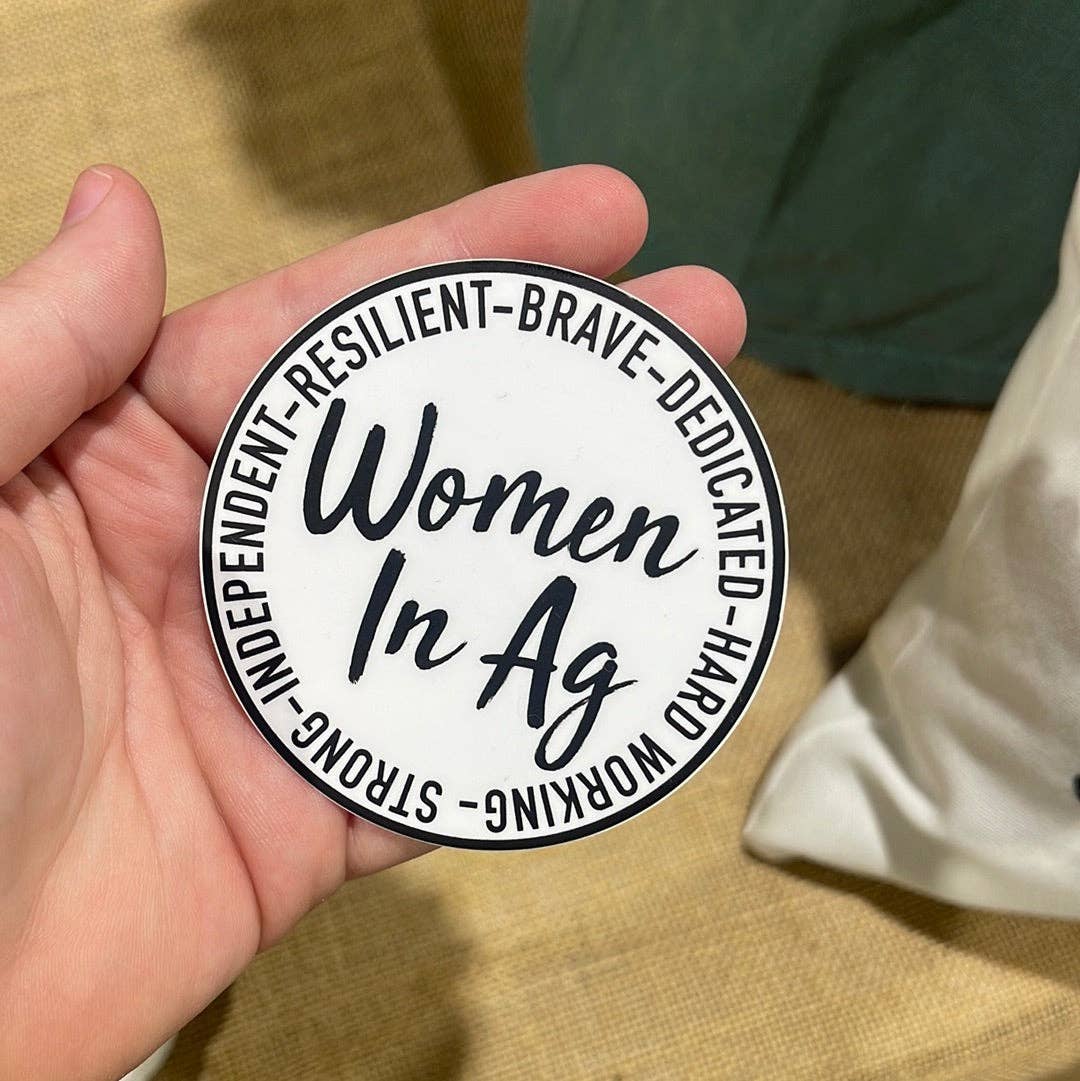 STRONG-INDEPENDENT-RESILIENT-BRAVE-DEDICATED-HARD WORKING-
Women
In Ag